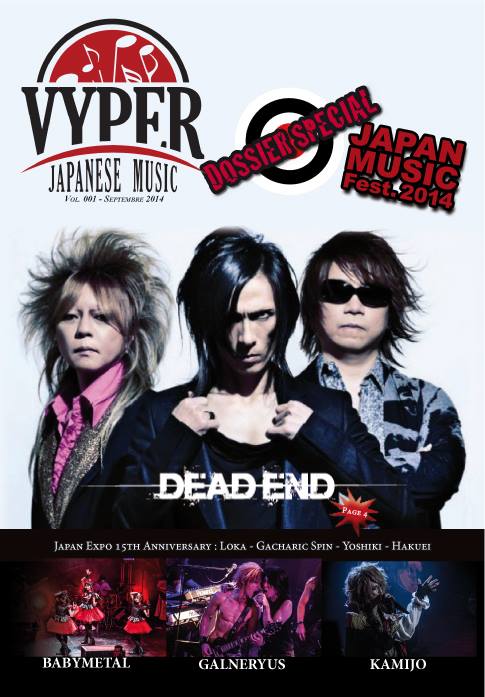 VYPER
JAPANESE MUSIC
Vol. 001 - Septembre 2014
DOSSIER SPECIAL
JAPAN
MUSIC
Fest. 2014
DEAD END
Page 4
Japan Expo 15th Anniversary : Loka - Gacharic Spin - Yoshiki - Hakuei
BABYMETAL
GALNERYUS
KAMIJO